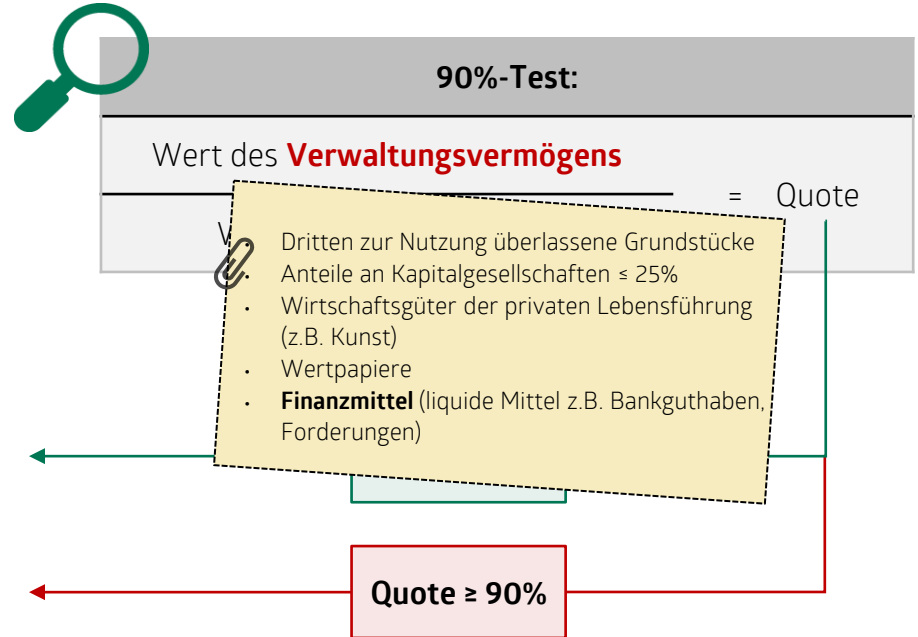 90%-Test:
Wert des Verwaltungsvermögens
= Quote
Dritten zur Nutzung überlassene Grundstücke
Anteile an Kapitalgesellschaften ≤ 25%
Wirtschaftsgüter der privaten Lebensführung
(z.B. Kunst)
Wertpapiere
Finanzmittel (liquide Mittel z.B. Bankguthaben,
Forderungen)
Quote ≥ 90%